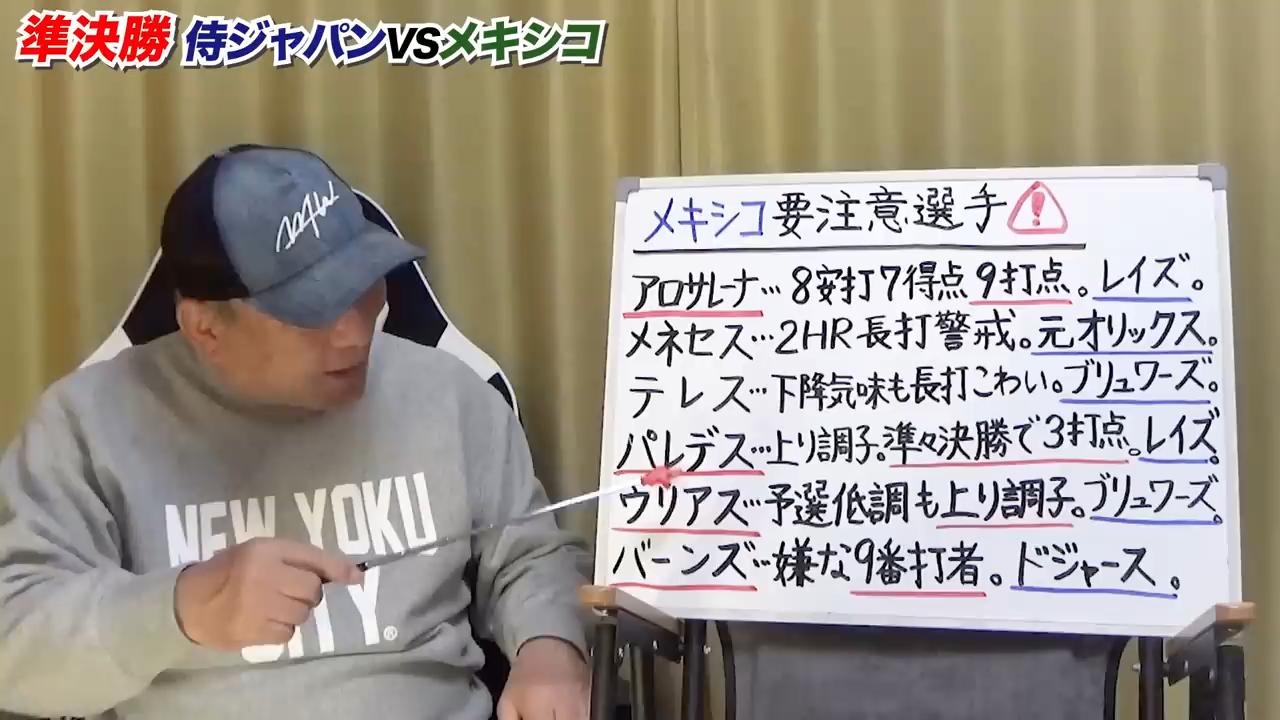 準決勝 侍ジャパンVSメキシコ
メキシコ要注意選手
アロサレーナ…8安打7得点9打点。レイズ。
メネセス…2HR長打警戒。元オリックス。
テレス…下降気味も長打こわい。ブリュワーズ。
パレデス…上り調子。準々決勝で3打点。レイズ。
ウリアズ…予選低調も上り調子。ブリュワーズ。
バーンズ…嫌な9番打者。ドジャース。
NEW YOKU
CITY.®